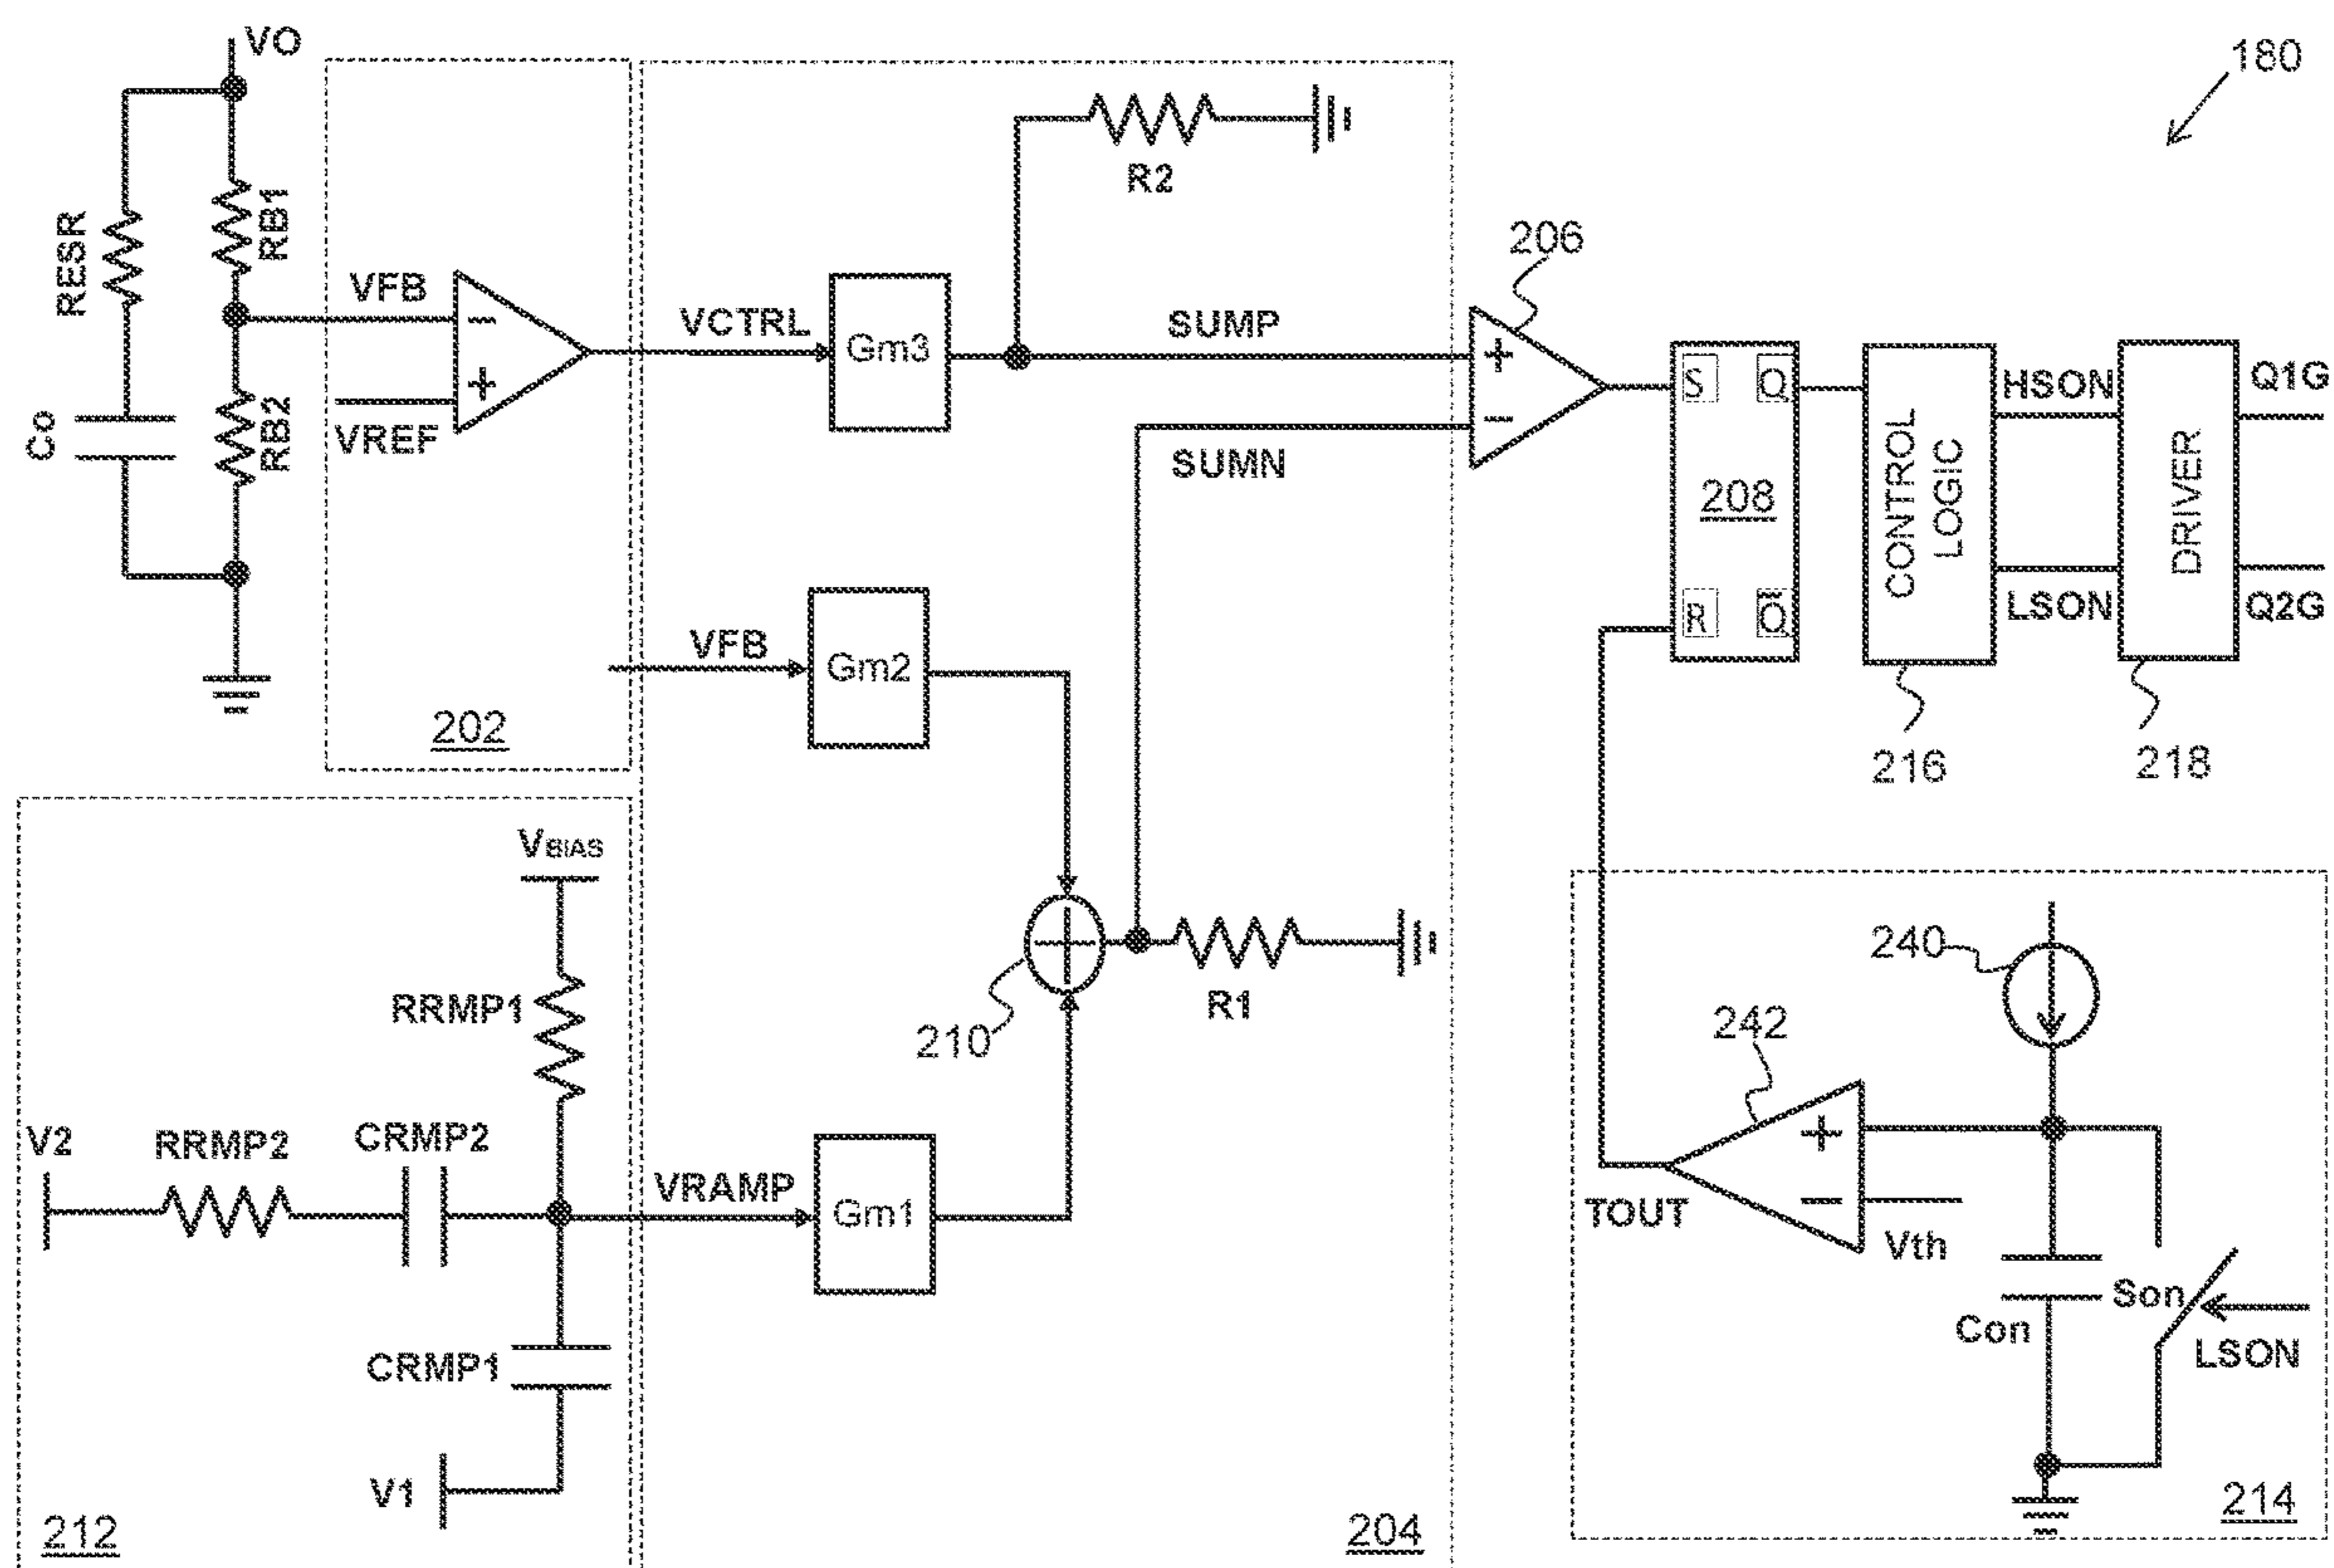 180
VO
RESR
RB1
Co
RB2
VFB
−
+
VREF
202
R2
VCTRL
Gm3
SUMP
SUMN
206
+
−
S
Q
208
R
Q̅
CONTROL
LOGIC
216
HSON
LSON
DRIVER
218
Q1G
Q2G
VFB
Gm2
210
R1
VRAMP
Gm1
204
VBIAS
RRMP1
V2
RRMP2
CRMP2
CRMP1
V1
212
240
242
+
−
TOUT
Vth
Con
Son
LSON
214